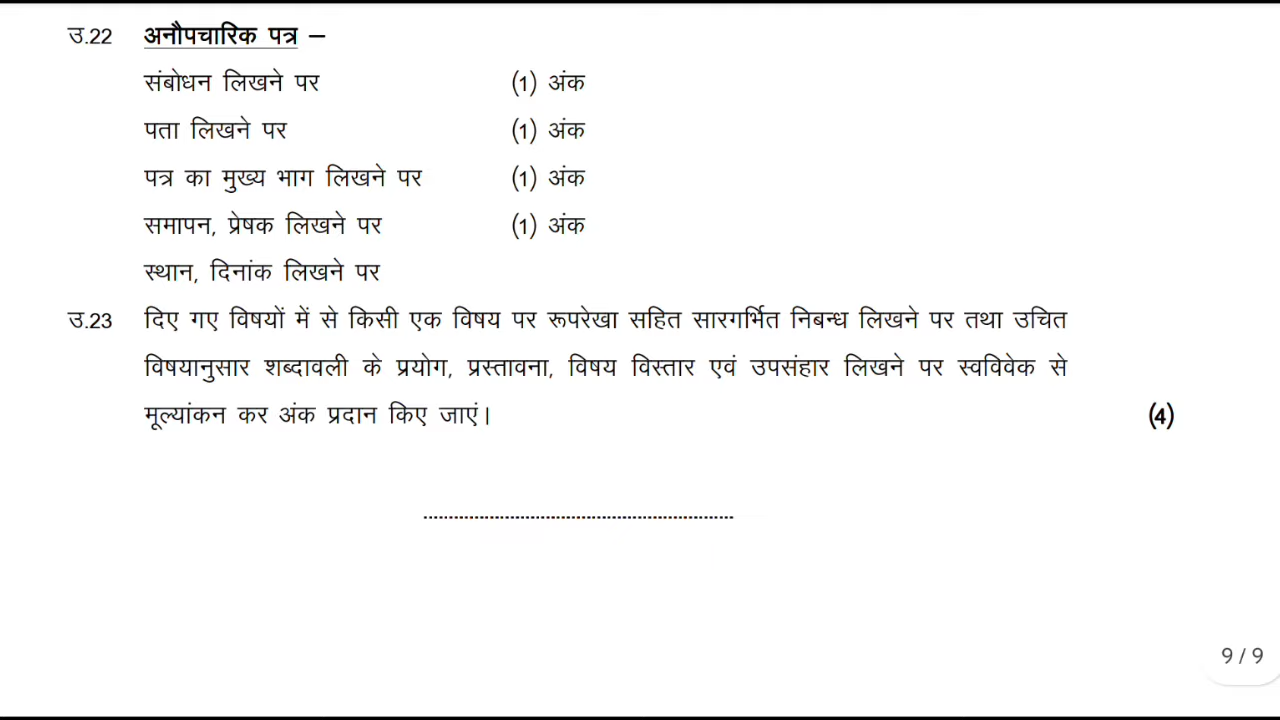 उ.22 अनौपचारिक पत्र –
संबोधन लिखने पर (1) अंक
पता लिखने पर (1) अंक
पत्र का मुख्य भाग लिखने पर (1) अंक
समापन, प्रेषक लिखने पर (1) अंक
स्थान, दिनांक लिखने पर
उ.23 दिए गए विषयों में से किसी एक विषय पर रूपरेखा सहित सारगर्भित निबन्ध लिखने पर तथा उचित
विषयानुसार शब्दावली के प्रयोग, प्रस्तावना, विषय विस्तार एवं उपसंहार लिखने पर स्वविवेक से
मूल्यांकन कर अंक प्रदान किए जाएं। (4)
9 / 9